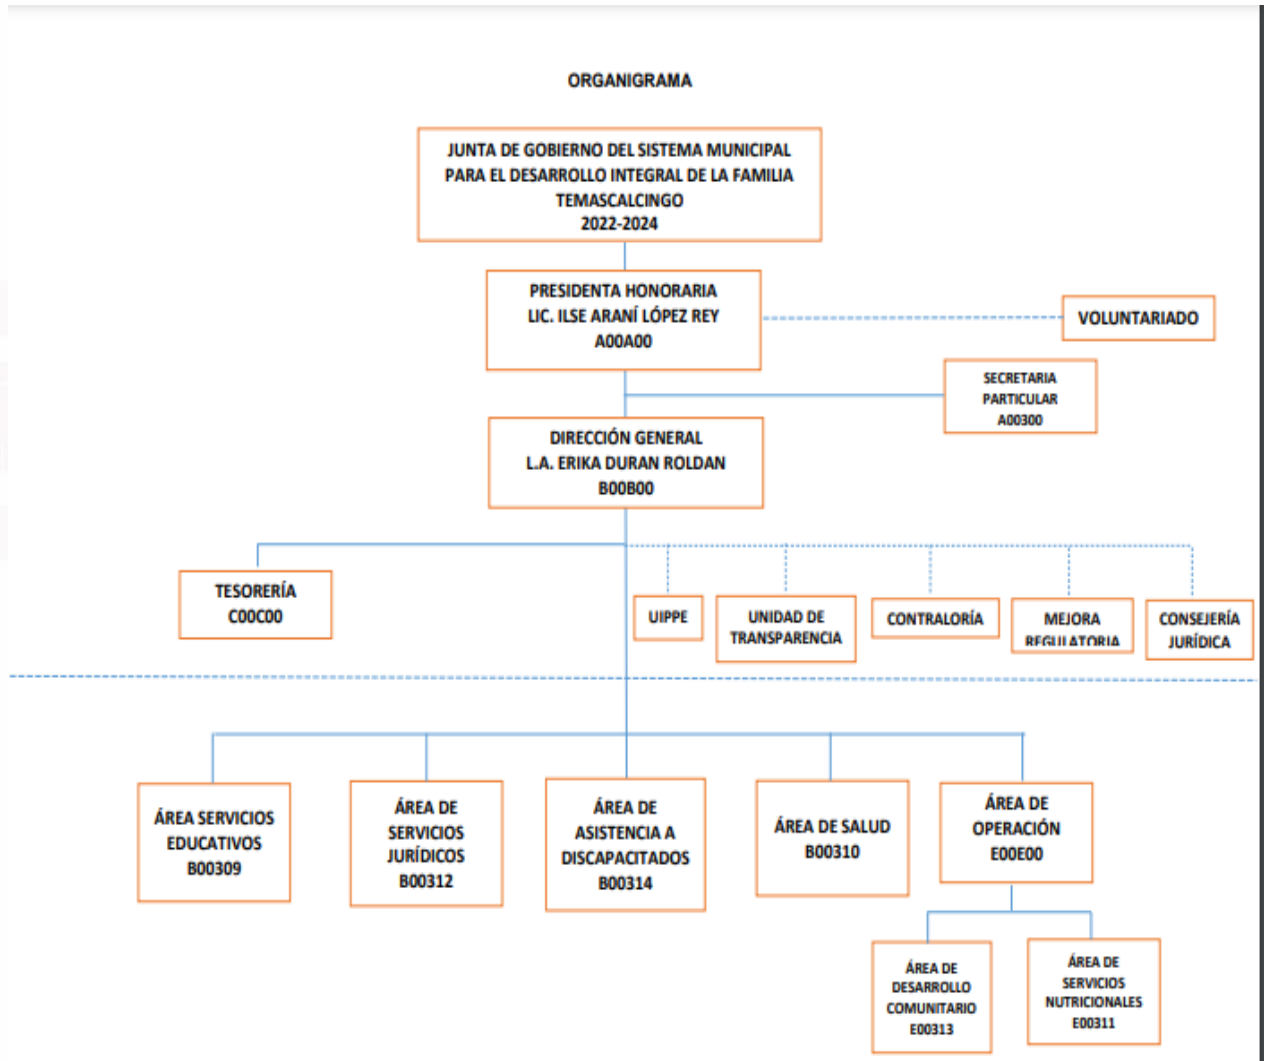 ORGANIGRAMA
JUNTA DE GOBIERNO DEL SISTEMA MUNICIPAL
PARA EL DESARROLLO INTEGRAL DE LA FAMILIA
TEMASCALCINGO
2022-2024
PRESIDENTA HONORARIA
LIC. ILSE ARANÍ LÓPEZ REY
A00A00
VOLUNTARIADO
SECRETARIA
PARTICULAR
A00300
DIRECCIÓN GENERAL
L.A. ERIKA DURAN ROLDAN
B00B00
TESORERÍA
C00C00
UIPPE
UNIDAD DE
TRANSPARENCIA
CONTRALORÍA
MEJORA
REGULATORIA
CONSEJERÍA
JURÍDICA
ÁREA SERVICIOS
EDUCATIVOS
B00309
ÁREA DE
SERVICIOS
JURÍDICOS
B00312
ÁREA DE
ASISTENCIA A
DISCAPACITADOS
B00314
ÁREA DE SALUD
B00310
ÁREA DE
OPERACIÓN
E00E00
ÁREA DE
DESARROLLO
COMUNITARIO
E00313
ÁREA DE
SERVICIOS
NUTRICIONALES
E00311